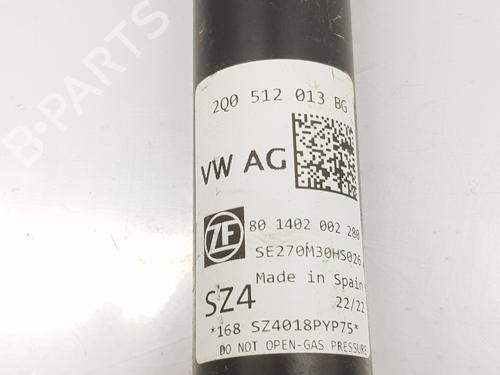 2Q0 512 013 BG
VW AG
ZF
80 1402 002 280
SE270M30HS026
Made in Spain
SZ4
22/22
*168 SZ4018PYP75*
DO NOT OPEN-GAS PRESSURE
B-PARTS